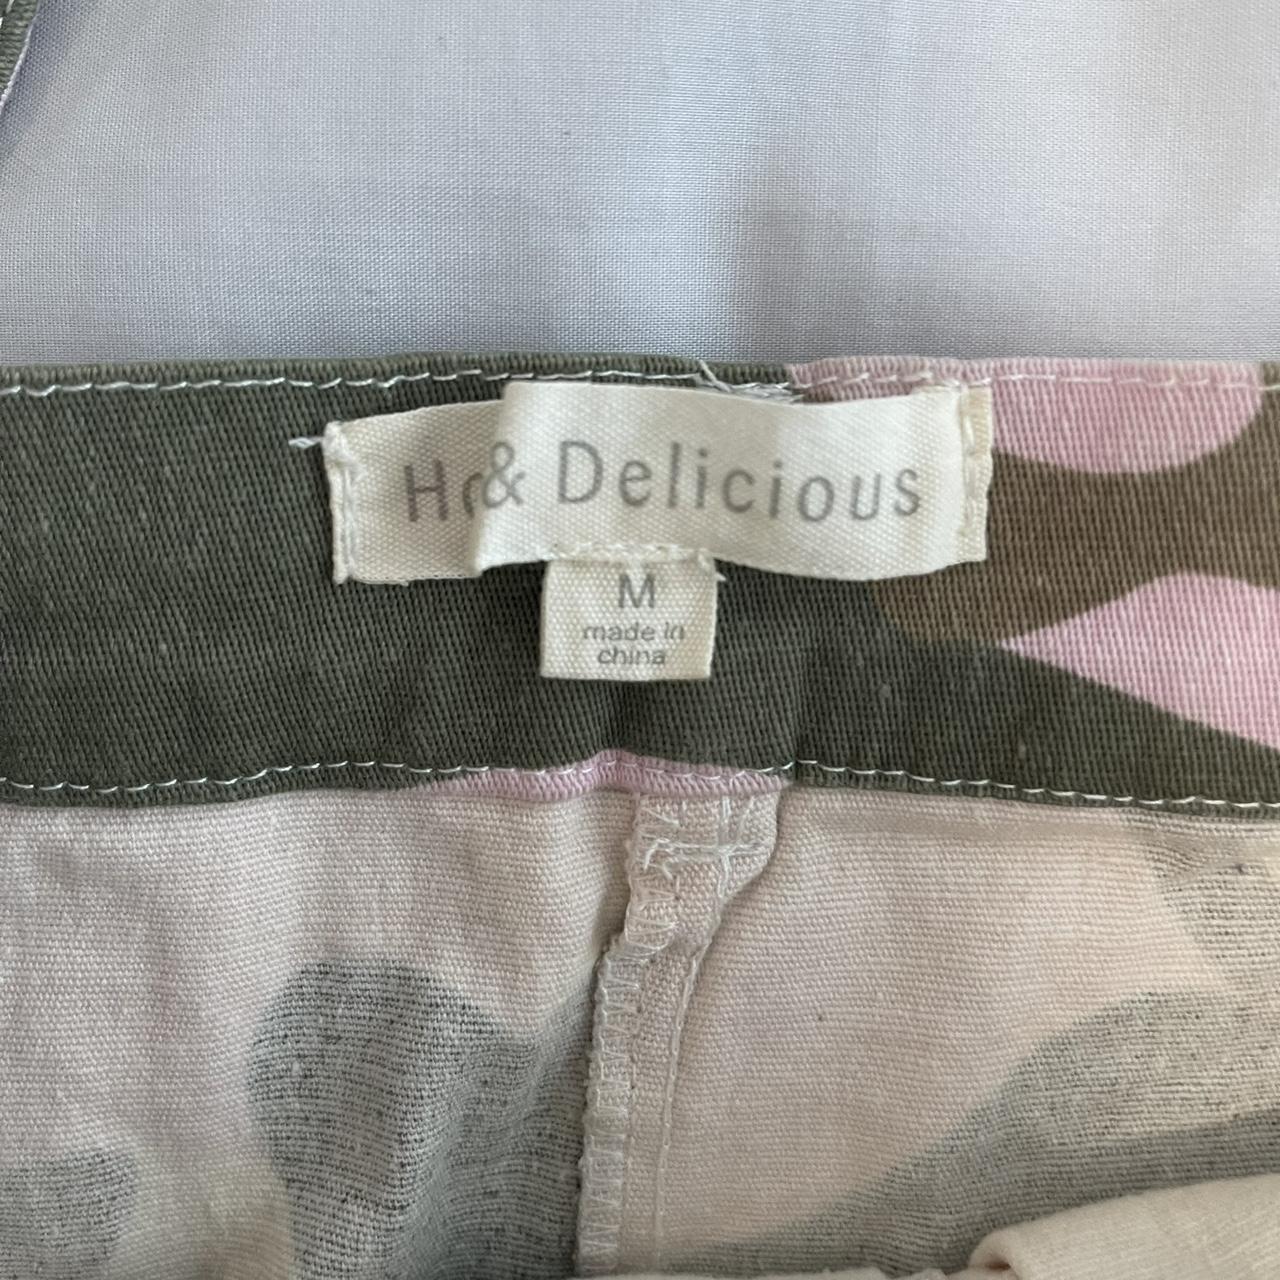 & Delicious
M
made in
china